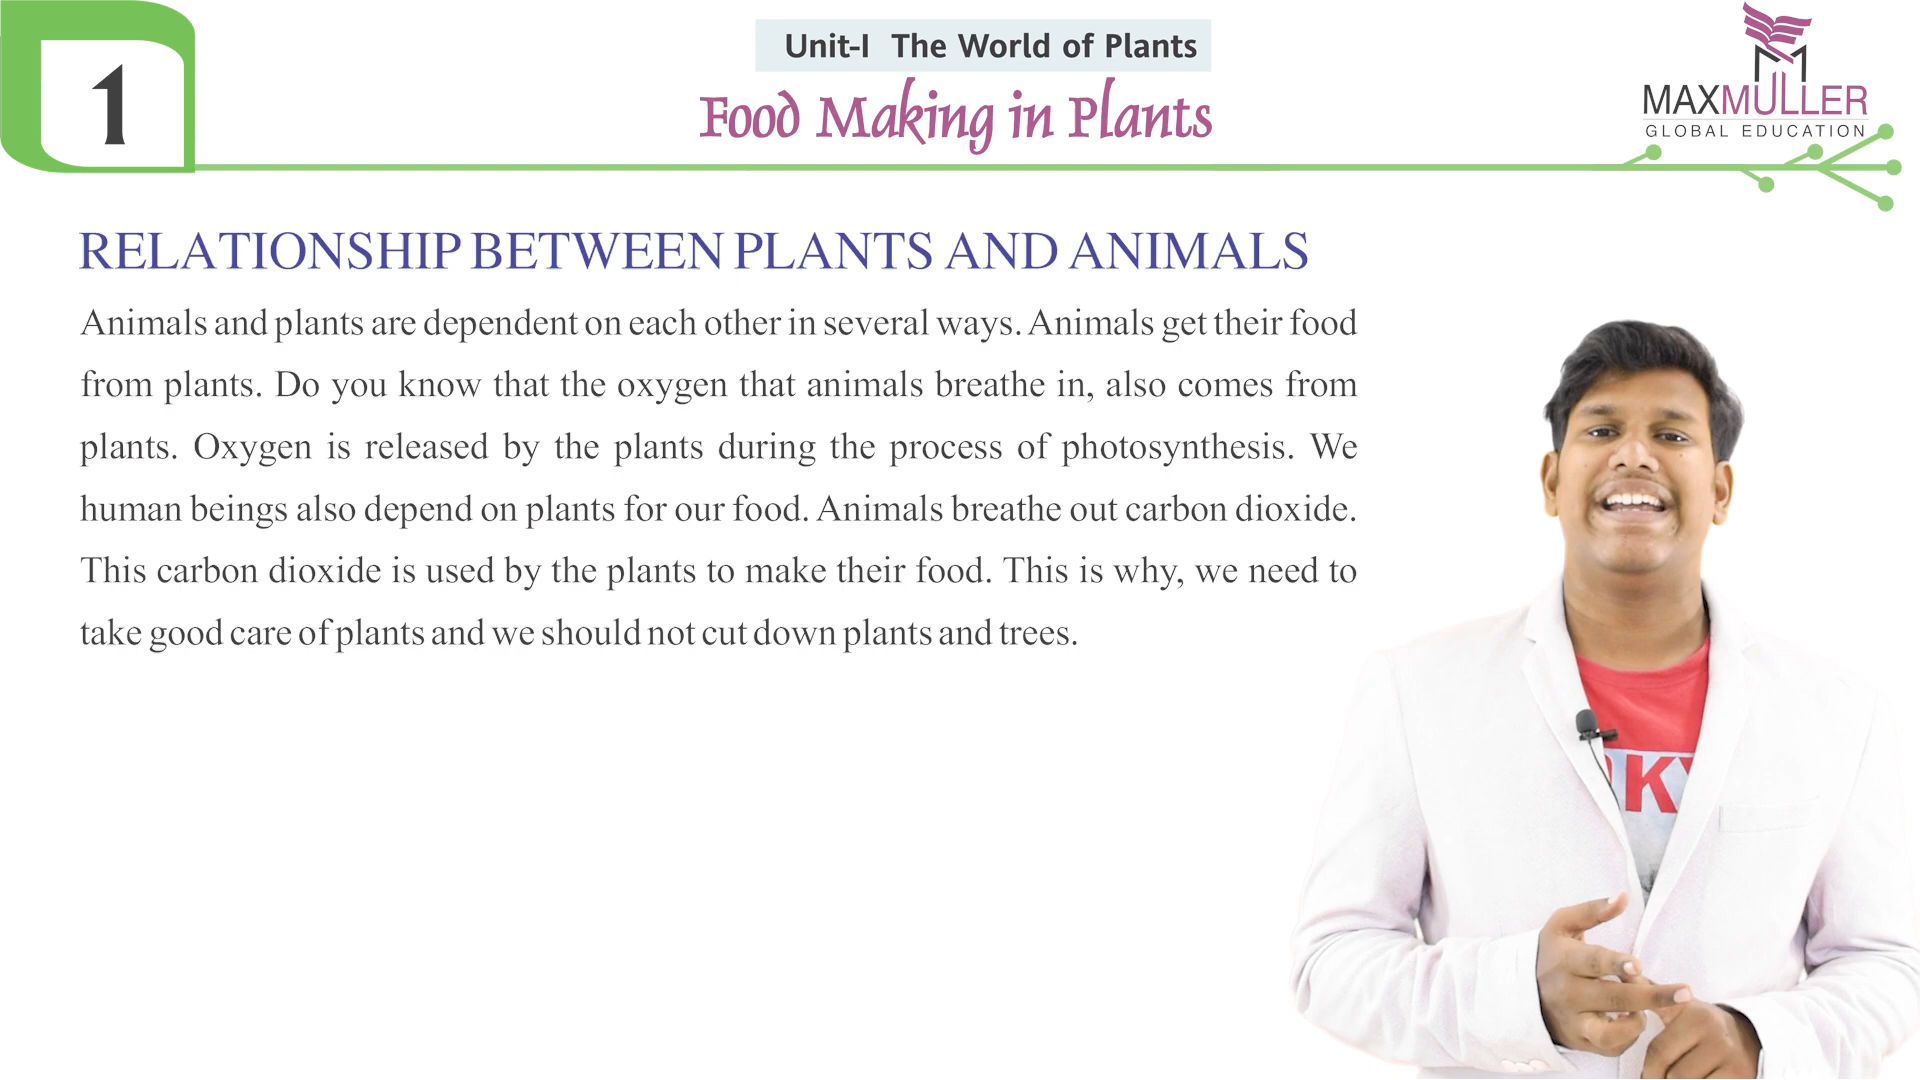 1
Unit-I The World of Plants
Food Making in Plants
MAXMULLER
GLOBAL EDUCATION
RELATIONSHIP BETWEEN PLANTS AND ANIMALS
Animals and plants are dependent on each other in several ways. Animals get their food
from plants. Do you know that the oxygen that animals breathe in, also comes from
plants. Oxygen is released by the plants during the process of photosynthesis. We
human beings also depend on plants for our food. Animals breathe out carbon dioxide.
This carbon dioxide is used by the plants to make their food. This is why, we need to
take good care of plants and we should not cut down plants and trees.